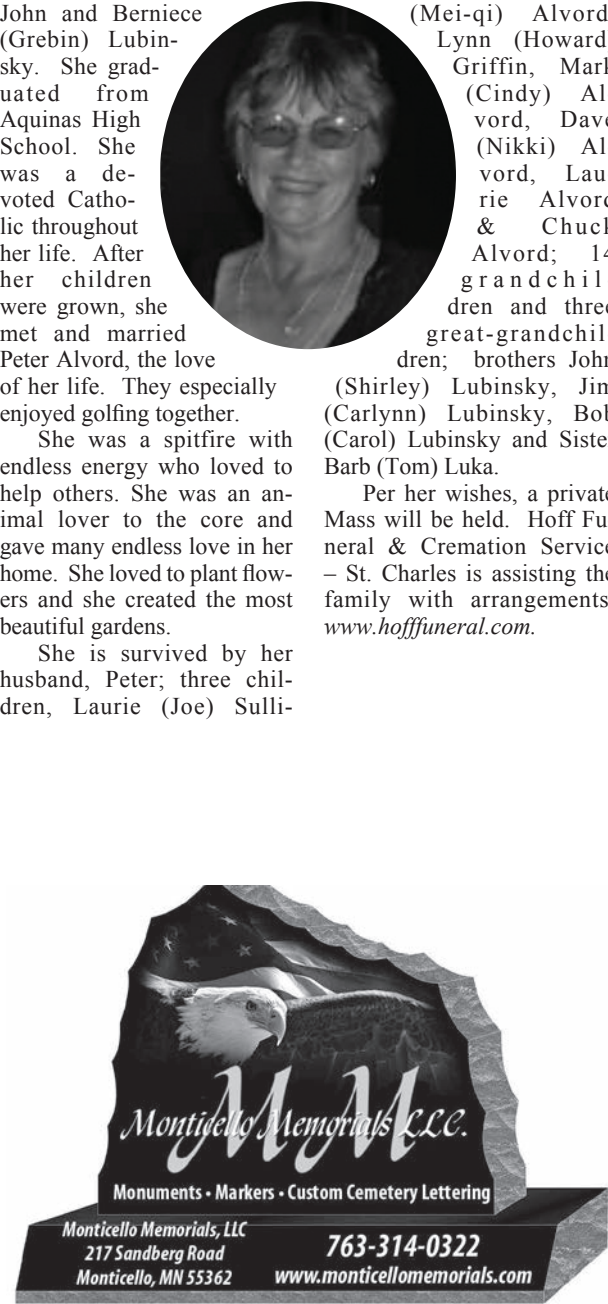 John and Berniece
(Grebin) Lubin-
sky. She grad-
uated from
Aquinas High
School. She
was a de-
voted Catho-
lic throughout
her life. After
her children
were grown, she
met and married
Peter Alvord, the love
of her life. They especially
enjoyed golfing together.
She was a spitfire with
endless energy who loved to
help others. She was an an-
imal lover to the core and
gave many endless love in her
home. She loved to plant flow-
ers and she created the most
beautiful gardens.
She is survived by her
husband, Peter; three chil-
dren, Laurie (Joe) Sulli-
(Mei-qi) Alvord
Lynn (Howard
Griffin, Mark
(Cindy) Al
vord, Dave
(Nikki) Al
vord, Lau
rie Alvord
& Chuck
Alvord; 14
grandchil
dren and three
great-grandchil
dren; brothers John
(Shirley) Lubinsky, Jim
(Carlynn) Lubinsky, Bob
(Carol) Lubinsky and Siste
Barb (Tom) Luka.
Per her wishes, a private
Mass will be held. Hoff Fu
neral & Cremation Service
– St. Charles is assisting the
family with arrangements
www.hofffuneral.com.
MM
Monticello Memorials LLC.
Monuments • Markers • Custom Cemetery Lettering
Monticello Memorials, LLC
217 Sandberg Road
Monticello, MN 55362
763-314-0322
www.monticellomemorials.com